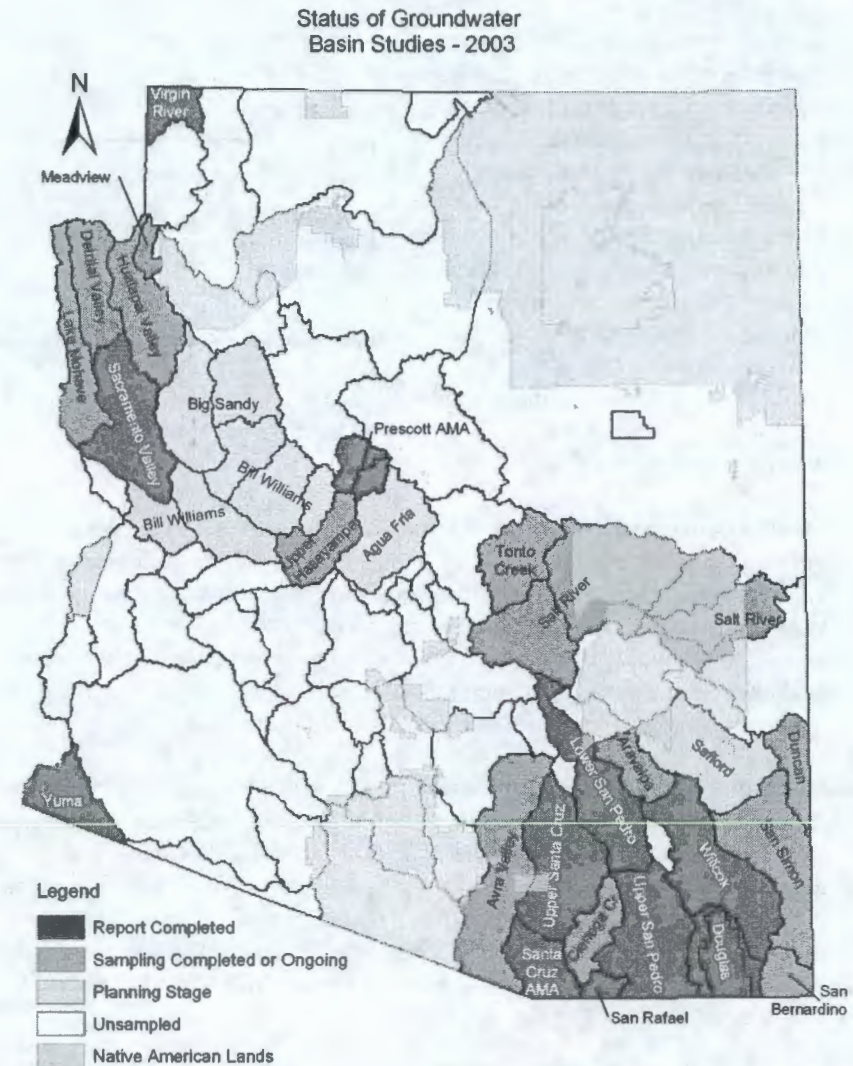 Status of Groundwater
Basin Studies - 2003
N
Virgin
River
Meadview
Detrital Valley
Hualapai Valley
Lake Mohave
Sacramento Valley
Big Sandy
Prescott AMA
Bill Williams
Bill Williams
Upper
Hassayampa
Agua Fria
Tonto
Creek
Salt River
Salt River
Lower San Pedro
Aravaipa
Safford
Duncan
Yuma
Avra Valley
Upper Santa Cruz
Willcox
San Simon
Cienega Cr.
Upper San Pedro
Douglas
Santa
Cruz
AMA
San Rafael
San
Bernardino
Legend
Report Completed
Sampling Completed or Ongoing
Planning Stage
Unsampled
Native American Lands